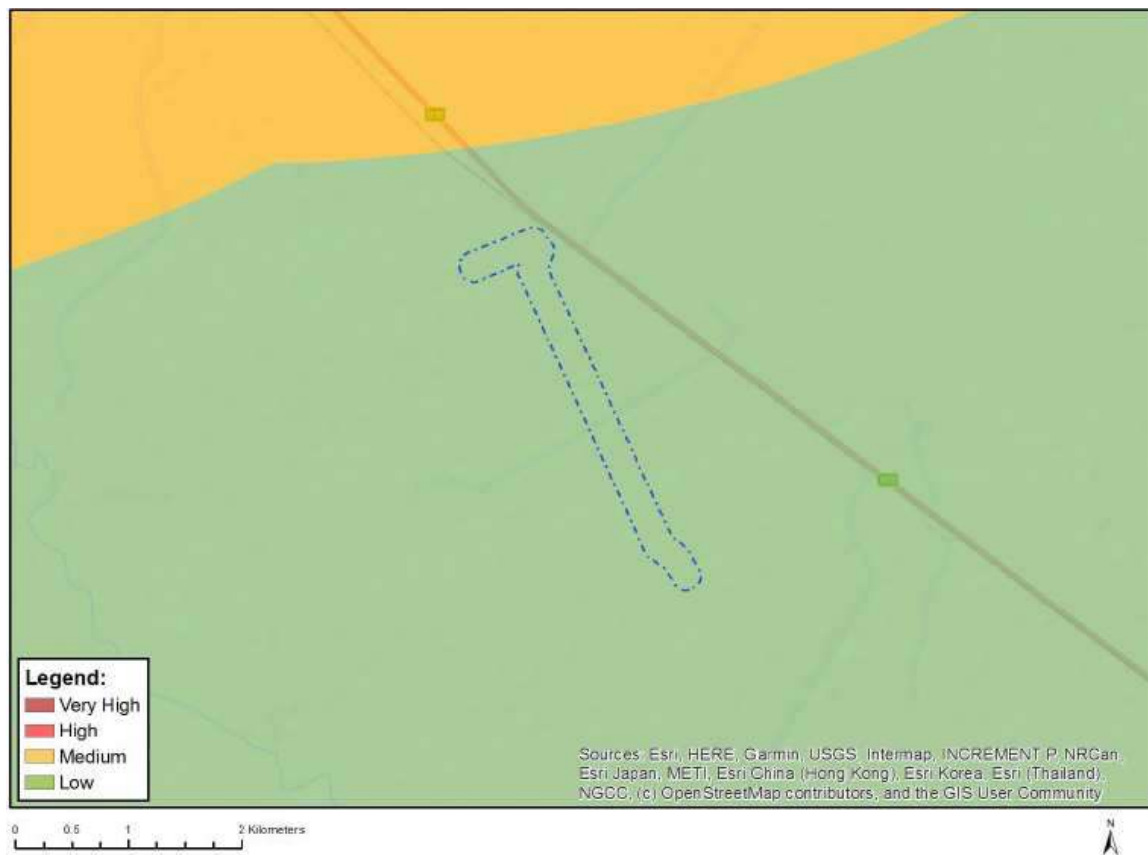 Legend:
Very High
High
Medium
Low
Sources: Esri, HERE, Garmin, USGS, Intermap, INCREMENT P, NRCan,
Esri Japan, METI, Esri China (Hong Kong), Esri Korea, Esri (Thailand),
NGCC, (c) OpenStreetMap contributors, and the GIS User Community
0 0.5 1 2 Kilometers
N